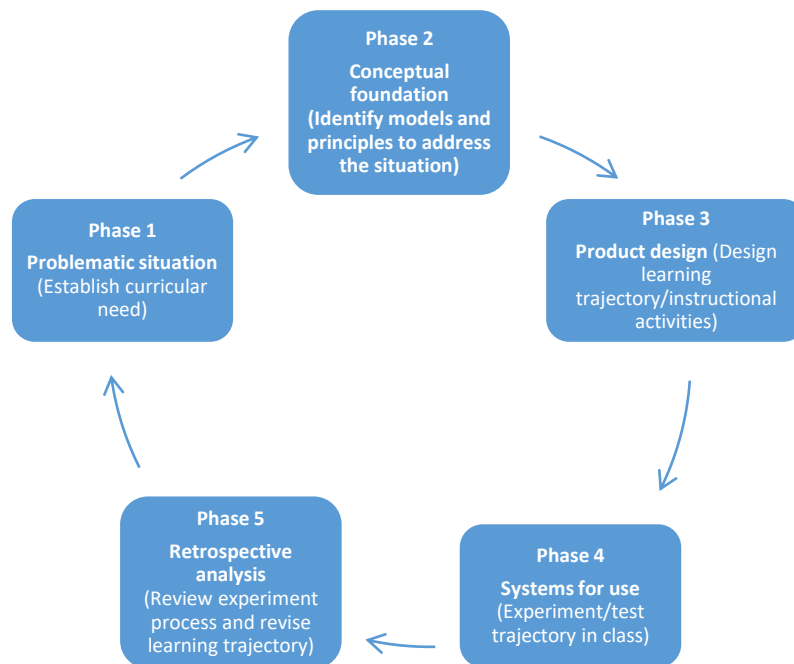 Phase 2
Conceptual
foundation
(Identify models and
principles to address
the situation)
Phase 1
Problematic situation
(Establish curricular
need)
Phase 3
Product design (Design
learning
trajectory/instructional
activities)
Phase 5
Retrospective
analysis
(Review experiment
process and revise
learning trajectory)
Phase 4
Systems for use
(Experiment/test
trajectory in class)